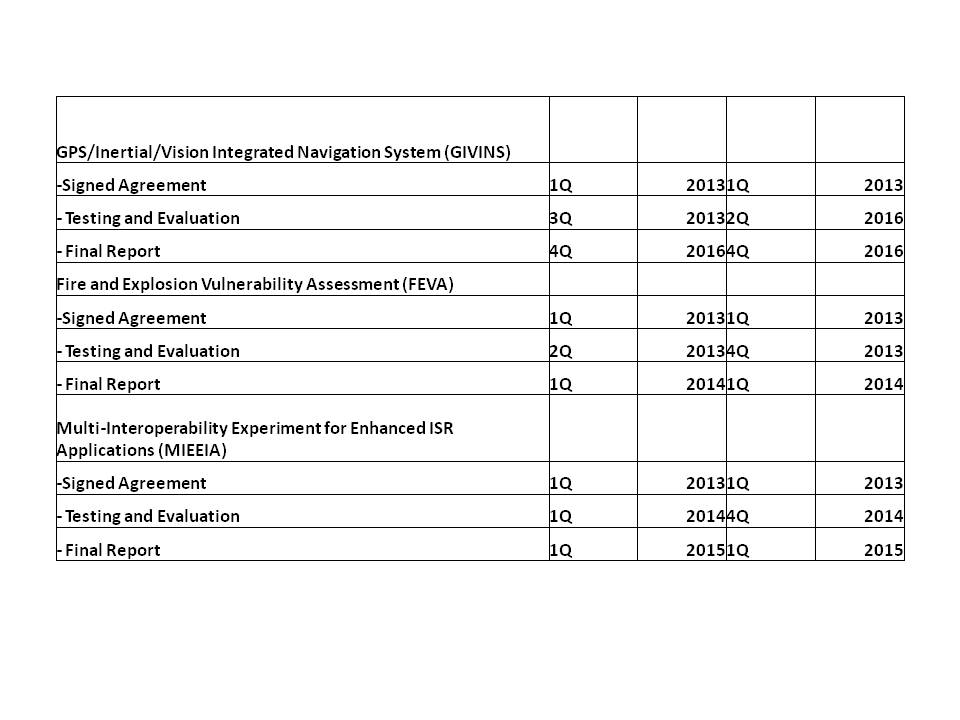 GPS/Inertial/Vision Integrated Navigation System (GIVINS)
-Signed Agreement 1Q 2013 1Q 2013
- Testing and Evaluation 3Q 2013 2Q 2016
- Final Report 4Q 2016 4Q 2016
Fire and Explosion Vulnerability Assessment (FEVA)
-Signed Agreement 1Q 2013 1Q 2013
- Testing and Evaluation 2Q 2013 4Q 2013
- Final Report 1Q 2014 1Q 2014
Multi-Interoperability Experiment for Enhanced ISR
Applications (MIEEIA)
-Signed Agreement 1Q 2013 1Q 2013
- Testing and Evaluation 1Q 2014 4Q 2014
- Final Report 1Q 2015 1Q 2015